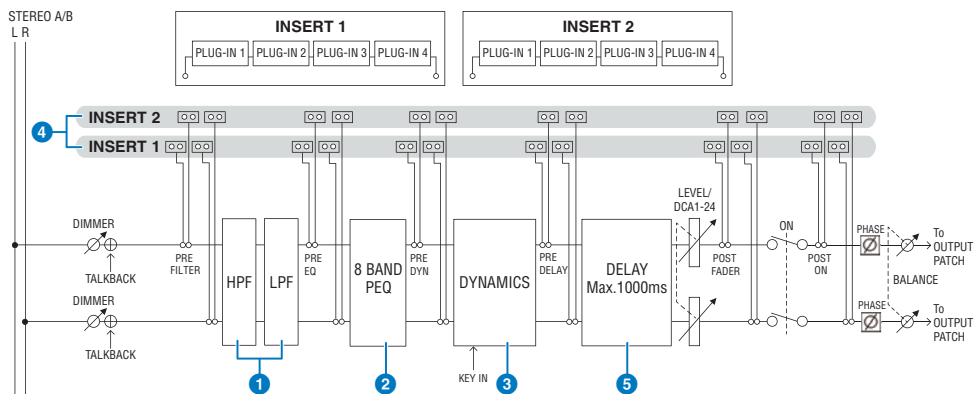 STEREO A/B
L R
INSERT 1
PLUG-IN 1 PLUG-IN 2 PLUG-IN 3 PLUG-IN 4
INSERT 2
PLUG-IN 1 PLUG-IN 2 PLUG-IN 3 PLUG-IN 4
4
INSERT 2
INSERT 1
DIMMER
TALKBACK
PRE
FILTER
HPF
LPF
PRE
EQ
8 BAND
PEQ
PRE
DYN
DYNAMICS
PRE
DELAY
DELAY
Max.1000ms
LEVEL/
DCA1-24
POST
FADER
ON
POST
ON
PHASE
To
OUTPUT
PATCH
BALANCE
DIMMER
TALKBACK
PHASE
To
OUTPUT
PATCH
KEY IN
1
2
3
5